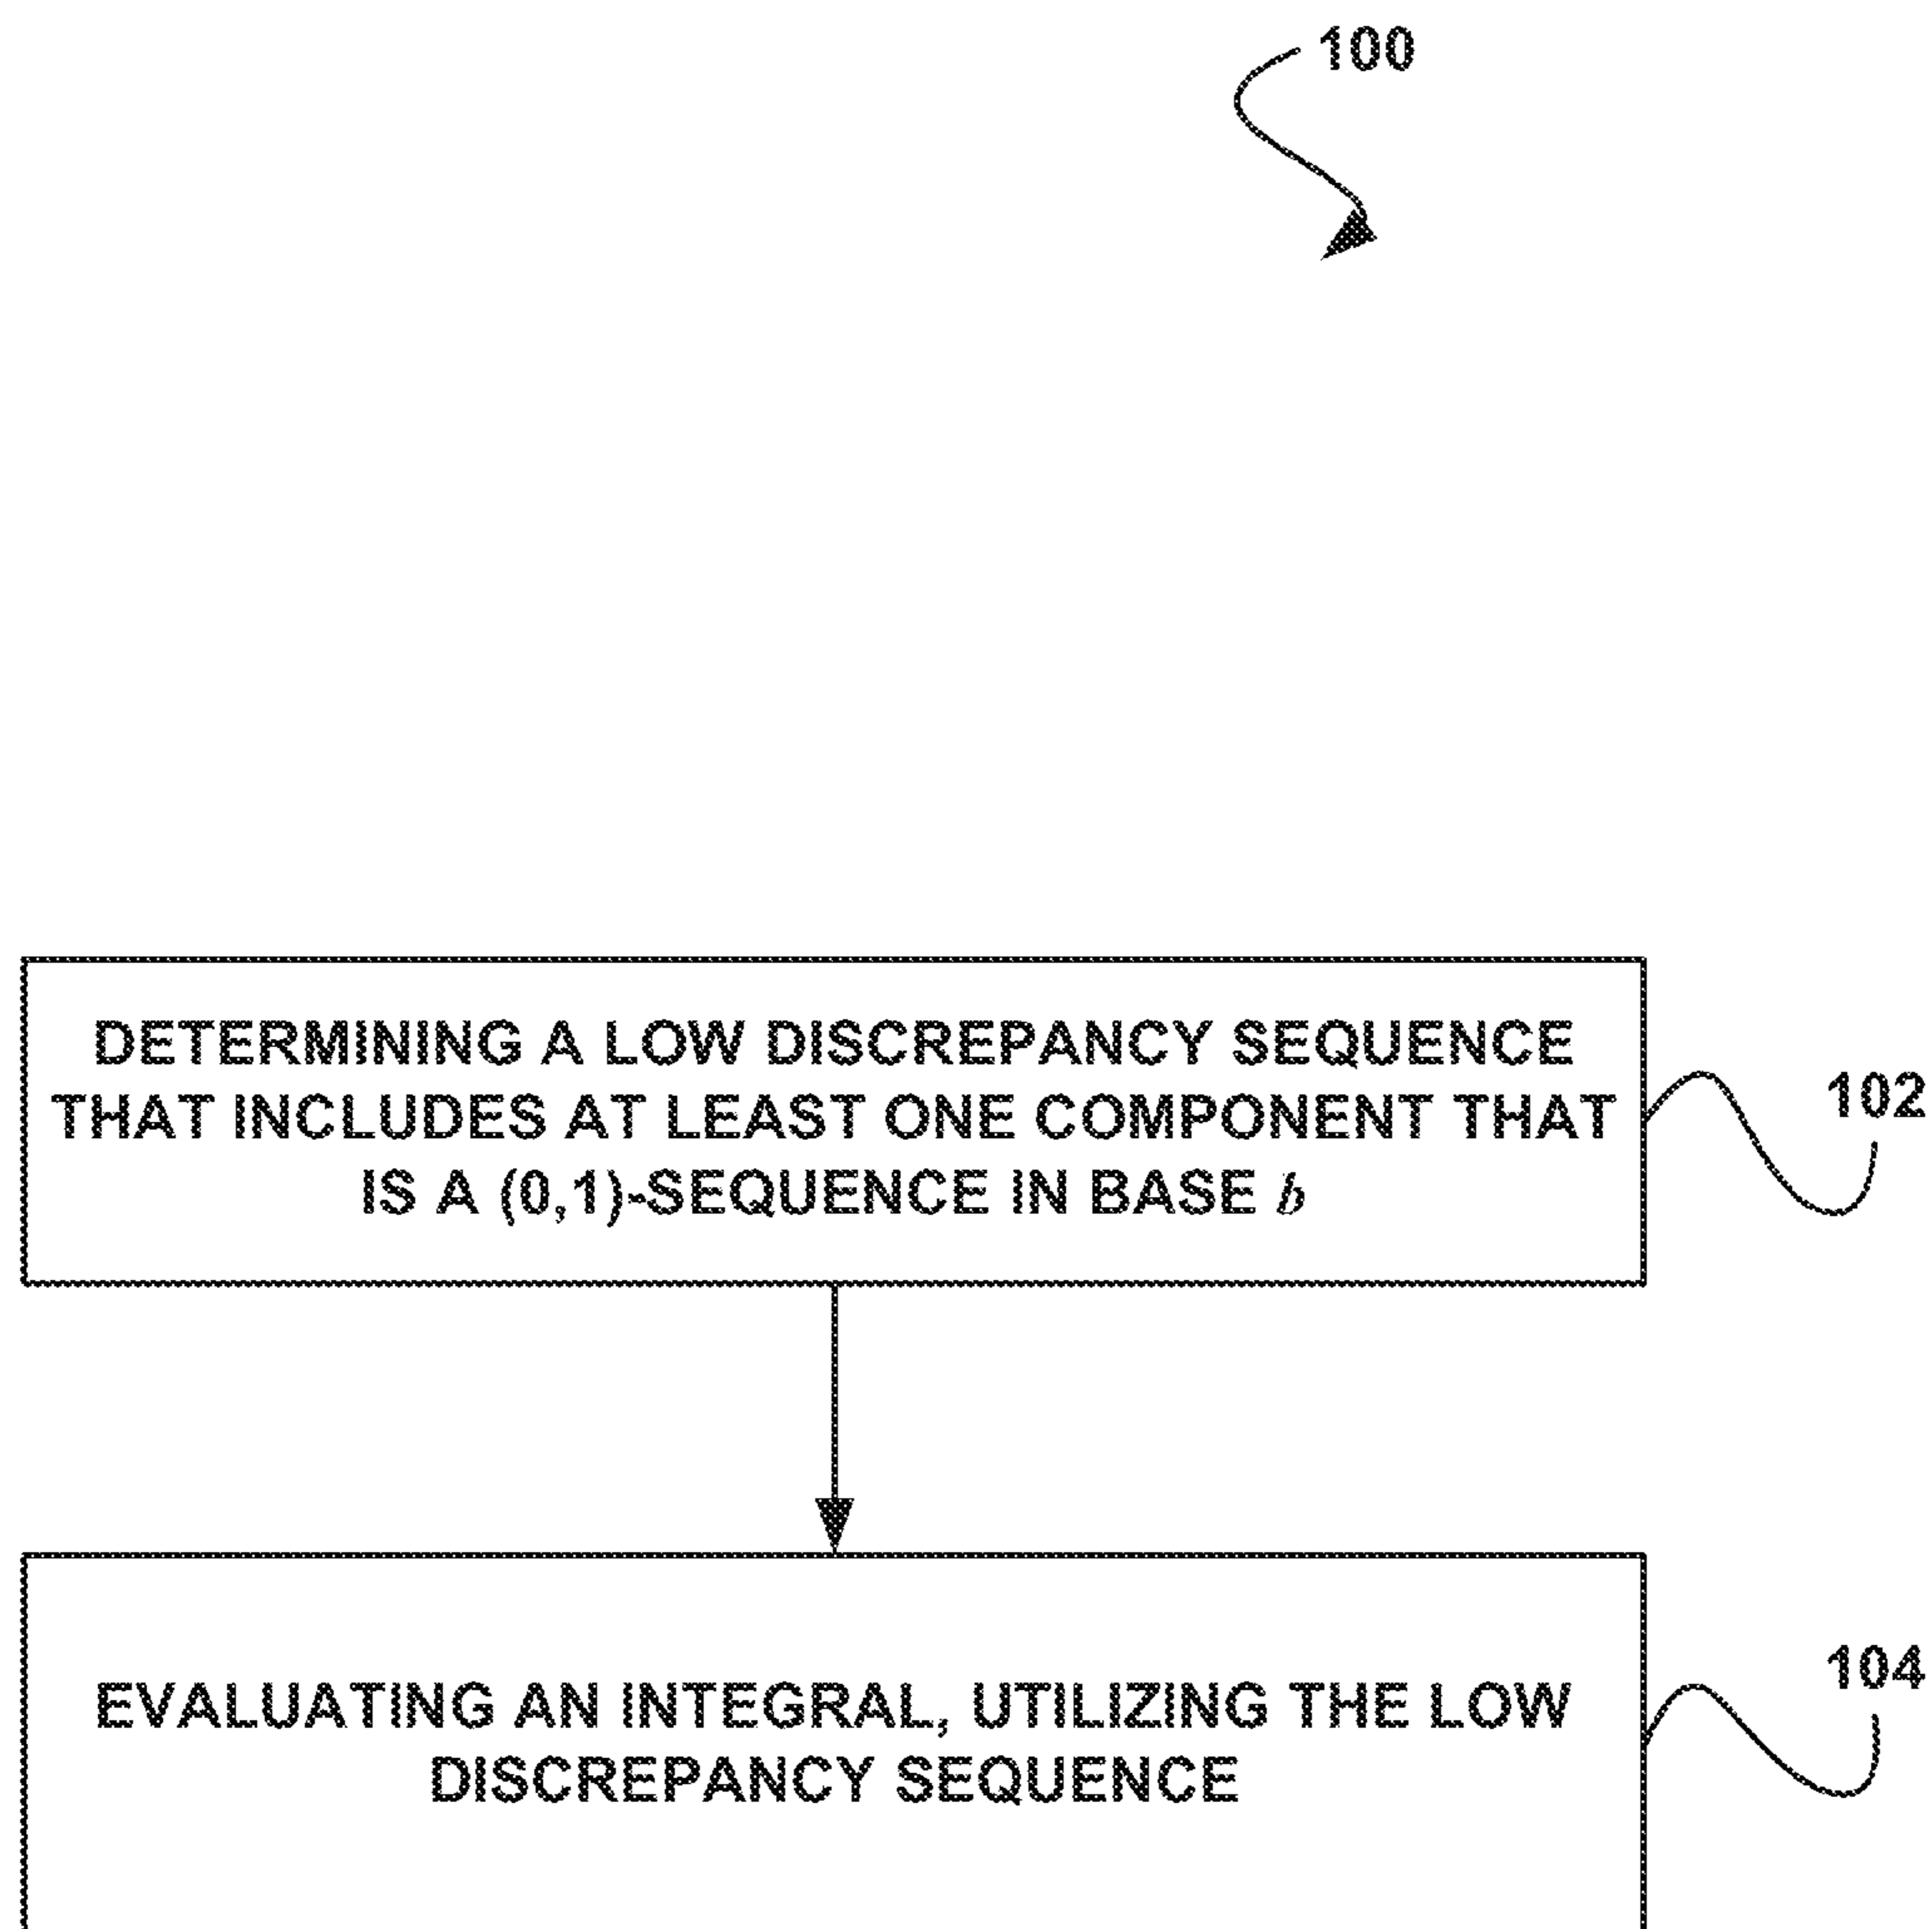 100
DETERMINING A LOW DISCREPANCY SEQUENCE
THAT INCLUDES AT LEAST ONE COMPONENT THAT
IS A (0,1)-SEQUENCE IN BASE b
102
EVALUATING AN INTEGRAL, UTILIZING THE LOW
DISCREPANCY SEQUENCE
104